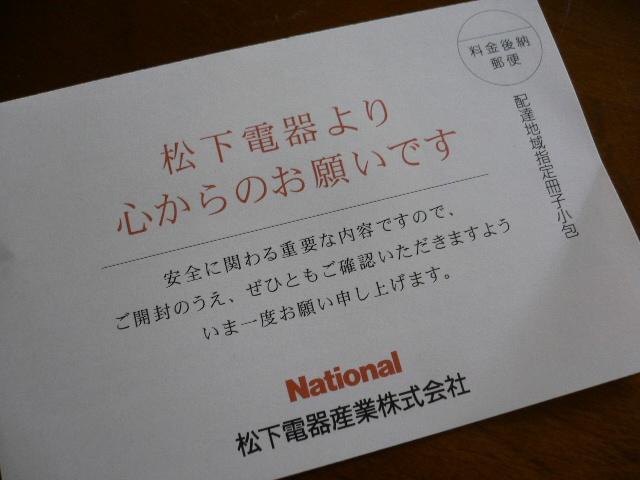 料金後納
郵便
配達地域指定冊子小包
松下電器より
心からのお願いです
安全に関わる重要な内容ですので、
ご開封のうえ、ぜひともご確認いただきますよう
いま一度お願い申し上げます。
National
松下電器産業株式会社